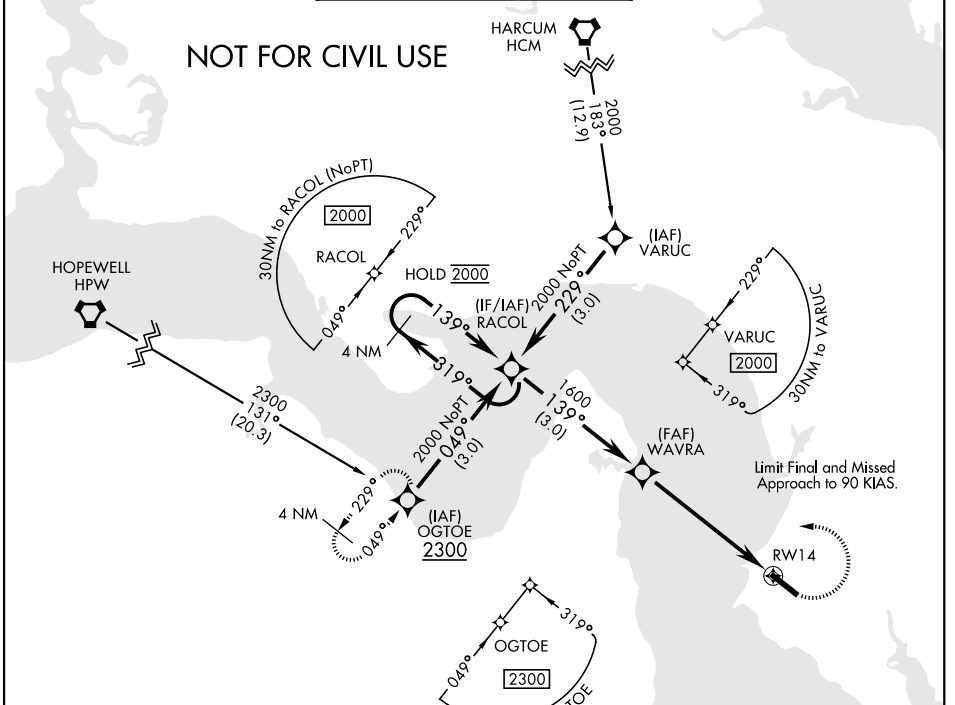 HARCUM
HCM
NOT FOR CIVIL USE
2000
183°
(12.9)
30NM to RACOL (NoPT)
2000
229°
RACOL
049°
HOPEWELL
HPW
HOLD 2000
(IAF)
VARUC
2000 NoPT
229°
(3.0)
(IF/IAF)
RACOL
139°
4 NM
319°
229°
VARUC
2000
319°
30NM to VARUC
2300
131°
(20.3)
2000 NoPT
049°
(3.0)
1600
139°
(3.0)
(FAF)
WAVRA
Limit Final and Missed
Approach to 90 KIAS.
229°
4 NM
049°
(IAF)
OGTOE
2300
RW14
319°
OGTOE
049°
2300